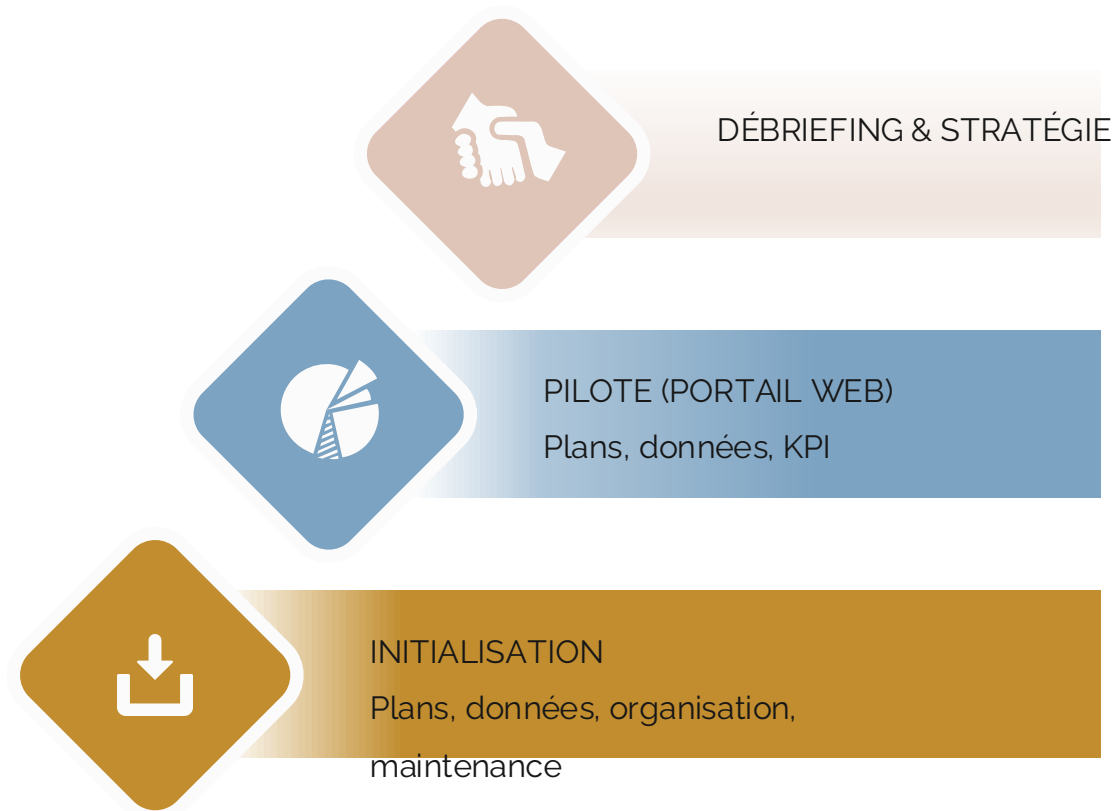 DÉBRIEFING & STRATÉGIE
PILOTE (PORTAIL WEB)
Plans, données, KPI
INITIALISATION
Plans, données, organisation,
maintenance